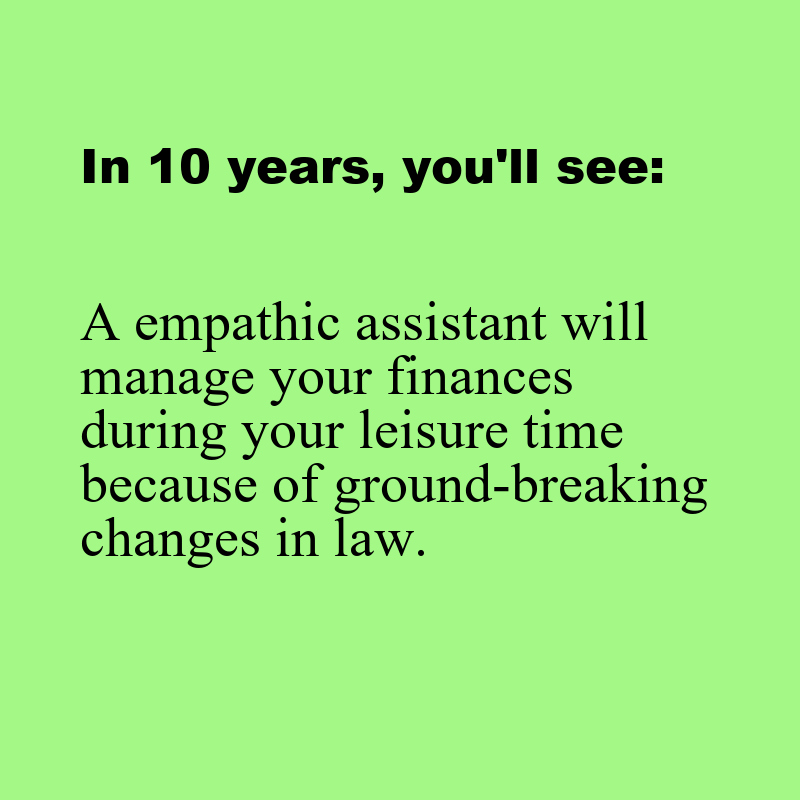 In 10 years, you'll see:
A empathic assistant will
manage your finances
during your leisure time
because of ground-breaking
changes in law.